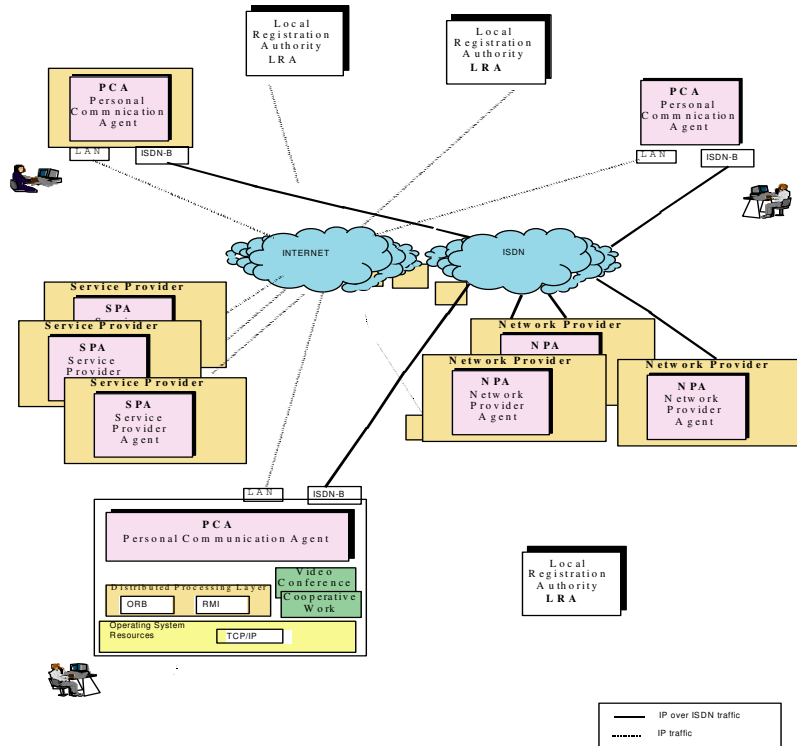 Local
Registration
Authority
LRA
Local
Registration
Authority
LRA
PCA
Personal
Communication
Agent
LAN
ISDN-B
PCA
Personal
Communication
Agent
LAN
ISDN-B
INTERNET
ISDN
Service Provider
SPA
Service Provider
SPA
Service
Provider
Service Provider
SPA
Service
Provider
Agent
Network Provider
NPA
Network Provider
NPA
Network
Provider
Agent
Network Provider
NPA
Network
Provider
Agent
LAN
ISDN-B
PCA
Personal Communication Agent
Distributed Processing Layer
ORB
RMI
Video
Conference
Cooperative
Work
Operating System
Resources
TCP/IP
Local
Registration
Authority
LRA
IP over ISDN traffic
IP traffic